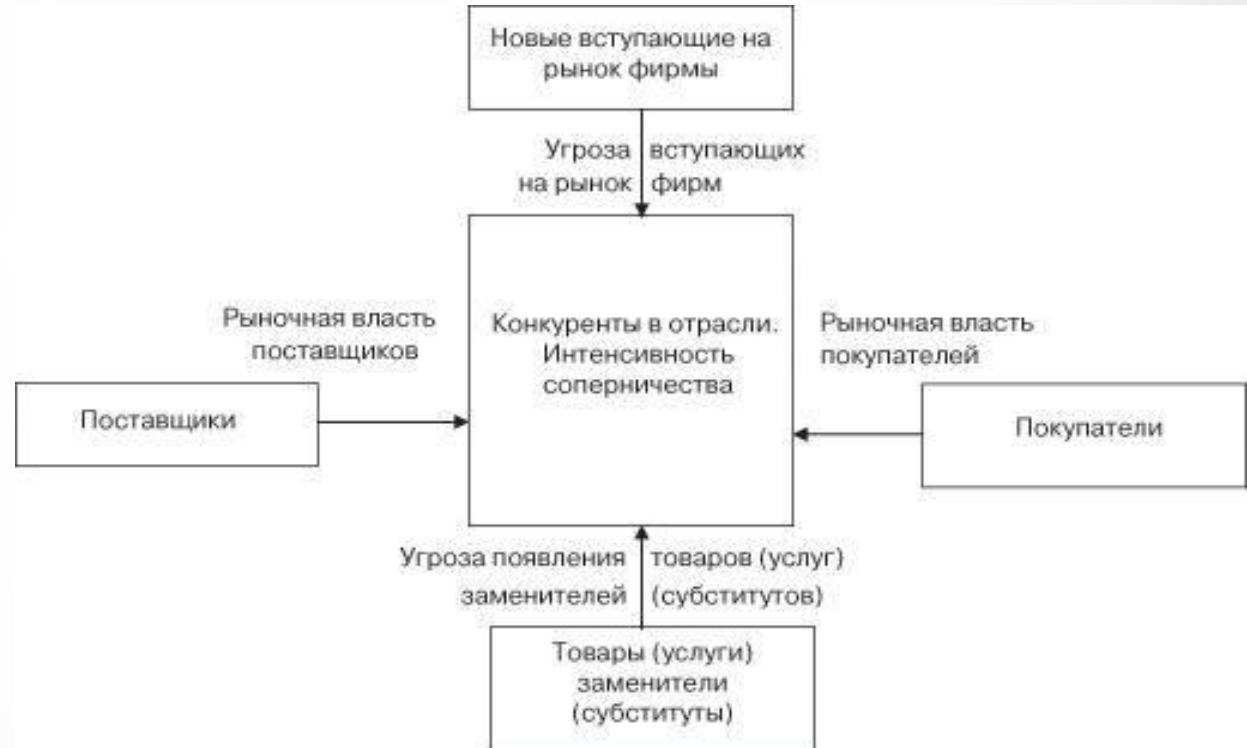 Новые вступающие на
рынок фирмы
Угроза вступающих
на рынок фирм
Рыночная власть
поставщиков
Конкуренты в отрасли.
Интенсивность
соперничества
Рыночная власть
покупателей
Поставщики
Покупатели
Угроза появления товаров (услуг)
заменителей (субститутов)
Товары (услуги)
заменители
(субституты)